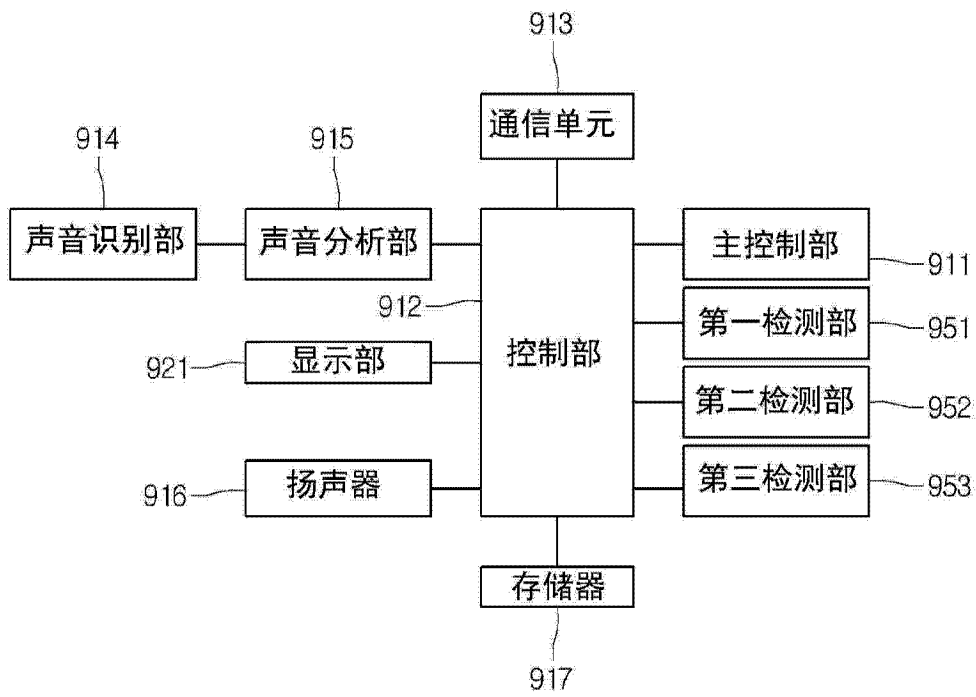 913
通信单元
914
915
声音识别部
声音分析部
主控制部
911
912
第一检测部
951
921
显示部
控制部
第二检测部
952
916
扬声器
第三检测部
953
存储器
917